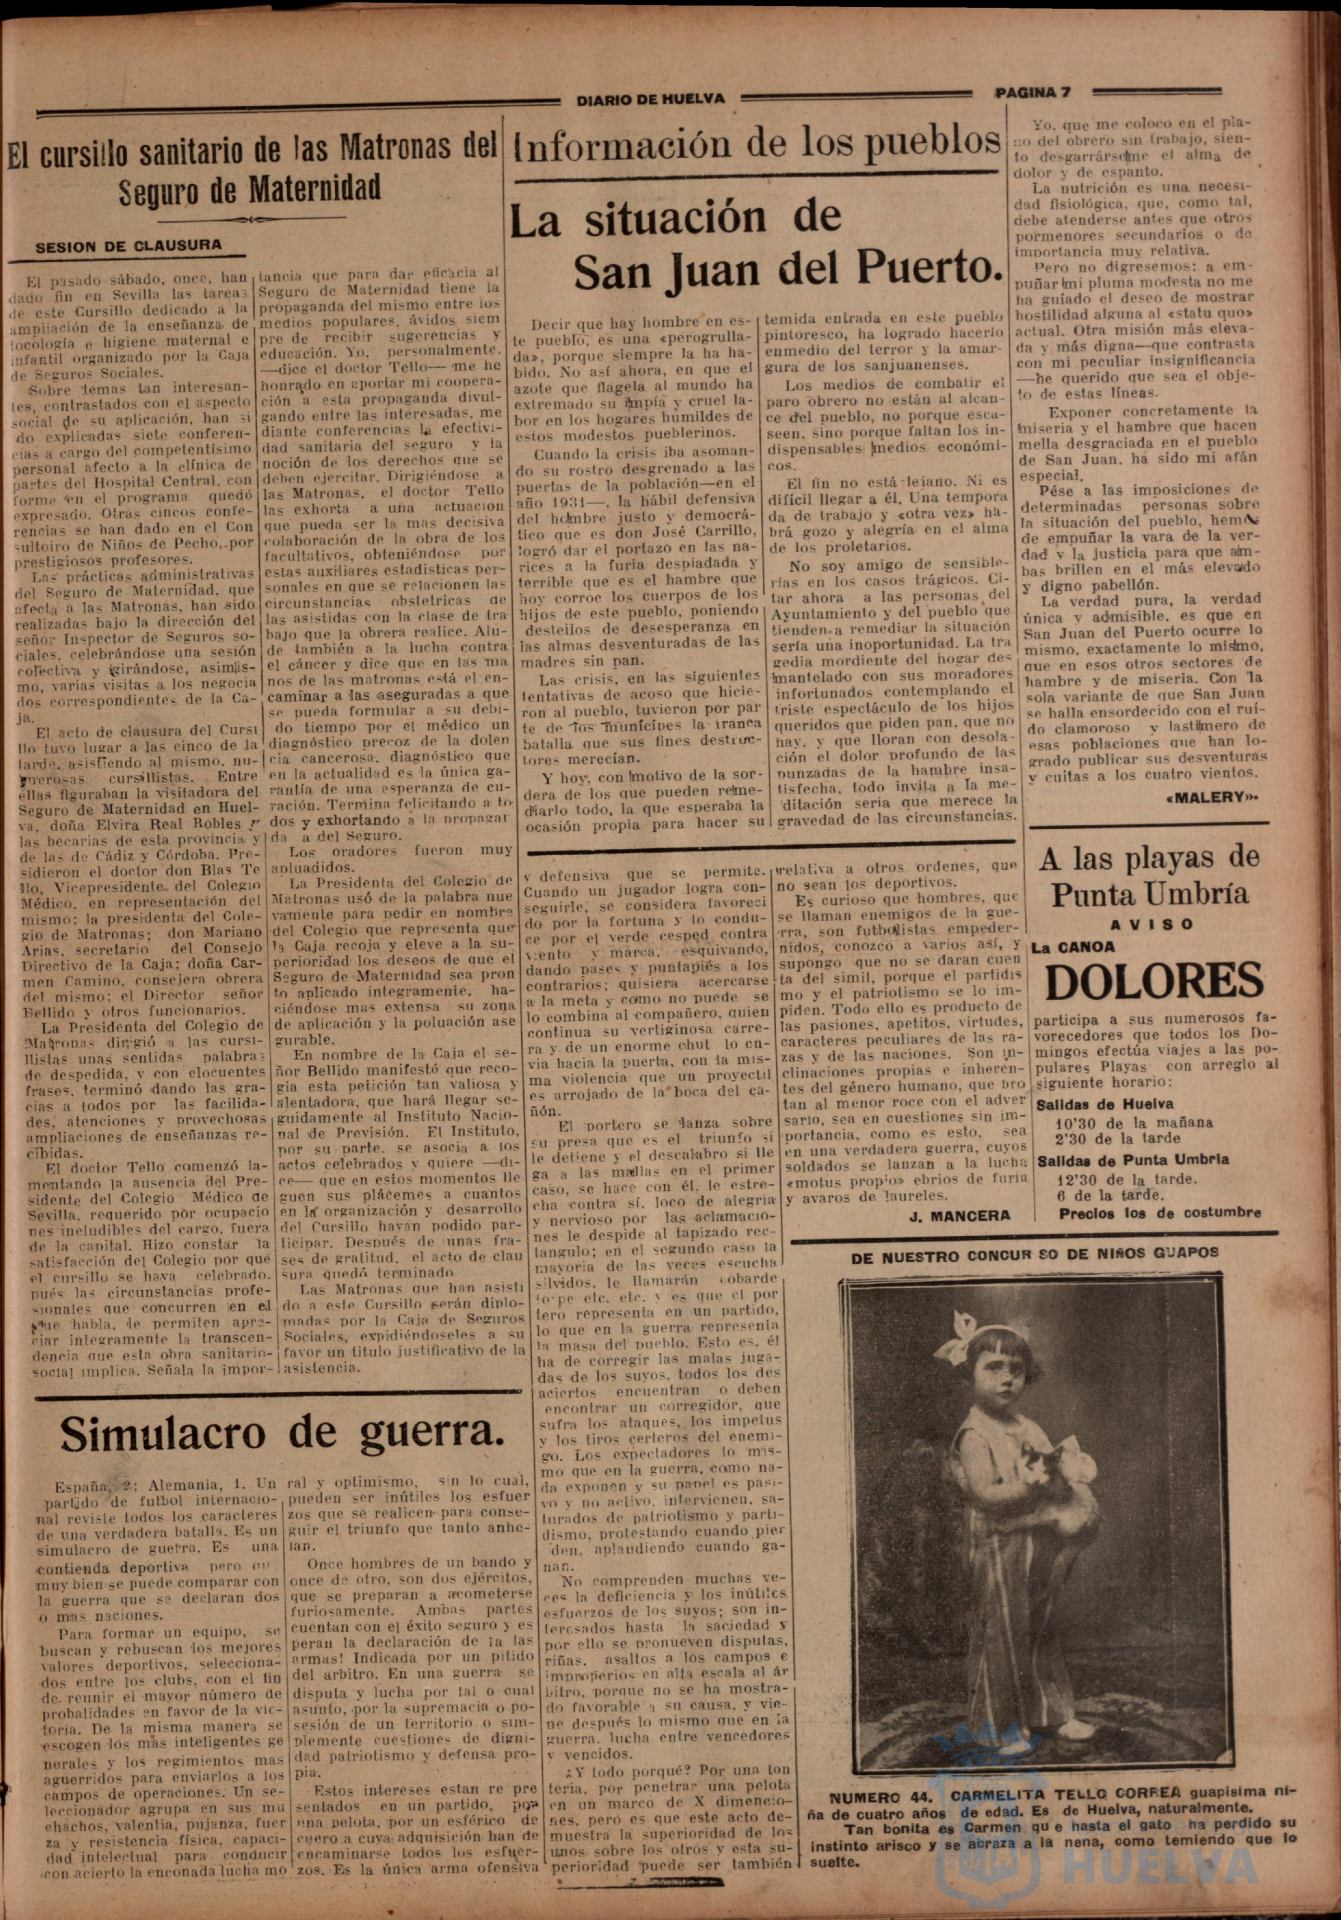 DIARIO DE HUELVA
PAGINA 7
El cursillo sanitario de las Matronas del
Seguro de Maternidad
SESION DE CLAUSURA
El pasado sábado, once, han
dado fin en Sevilla las tareas
de este Cursillo dedicado a la
ampliación de la enseñanza de
tocología e higiene maternal e
infantil organizado por la Caja
de Seguros Sociales.
Sobre temas tan interesan-
tes, contrastados con el aspecto
social de su aplicación, han si
do explicadas siete conferen-
cias a cargo del competentísimo
personal afecto a la clínica de
partes del Hospital Central, con
forme en el programa quedó
expresado. Otras cincos confe-
rencias se han dado en el Con
sultoiro de Niños de Pecho, por
prestigiosos profesores.
Las prácticas administrativas
del Seguro de Maternidad, que
afecta a las Matronas, han sido
realizadas bajo la dirección del
señor Inspector de Seguros so-
ciales, celebrándose una sesión
colectiva y girándose, asimis-
mo, varias visitas a los negocia
dos correspondientes de la Ca-
ja.
El acto de clausura del Cursi
llo tuvo lugar a las cinco de la
tarde, asistiendo al mismo, nu-
merosas cursillistas. Entre
ellas figuraban la visitadora del
Seguro de Maternidad en Huel-
va, doña Elvira Real Robles y
las becarias de esta provincia y
de las de Cádiz y Córdoba. Pre-
sidieron el doctor don Blas Te
llo, Vicepresidente del Colegio
Médico, en representación del
mismo; la presidenta del Cole-
gio de Matronas; don Mariano
Arias, secretario del Consejo
Directivo de la Caja; doña Car-
men Camino, consejera obrera
del mismo; el Director señor
Bellido y otros funcionarios.
La Presidenta del Colegio de
Matronas dirigió a las cursi-
llistas unas sentidas palabras
de despedida, y con elocuentes
frases, terminó dando las gra-
cias a todos por las facilida-
des, atenciones y provechosas
ampliaciones de enseñanzas re-
cibidas.
El doctor Tello comenzó la-
mentando la ausencia del Pre-
sidente del Colegio Médico de
Sevilla, requerido por ocupacio
nes ineludibles del cargo, fuera
de la capital. Hizo constar la
satisfacción del Colegio por que
el cursillo se haya celebrado,
pués las circunstancias profe-
sionales que concurren en el
que habla, le permiten apre-
ciar íntegramente la transcen-
dencia que esta obra sanitario-
social implica. Señala la impor-
tancia que para dar eficacia al
Seguro de Maternidad tiene la
propaganda del mismo entre los
medios populares, ávidos siem
pre de recibir sugerencias y
educación. Yo, personalmente,
—dice el doctor Tello— me he
honrado en aportar mi coopera-
ción a esta propaganda divul-
gando entre las interesadas, me
diante conferencias la efectivi-
dad sanitaria del seguro y la
noción de los derechos que se
deben ejercitar. Dirigiéndose a
las Matronas, el doctor Tello
las exhorta a una actuacion
que pueda ser la mas decisiva
colaboración de la obra de los
facultativos, obteniéndose por
estas auxiliares estadisticas per-
sonales en que se relacionen las
circunstancias obstetricas de
las asistidas con la clase de tra
bajo que la obrera realice. Alu-
de también a la lucha contra
el cáncer y dice que en las ma
nos de las matronas está el en-
caminar a las aseguradas a que
se pueda formular a su debi-
do tiempo por el médico un
diagnóstico precoz de la dolen
cia cancerosa, diagnóstico que
en la actualidad es la única ga-
rantía de una esperanza de cu-
ración. Termina felicitando a to
dos y exhortando a la propagar
da a del Seguro.
Los oradores fueron muy
aplaudidos.
La Presidenta del Colegio de
Matronas usó de la palabra nue
vamente para pedir en nombre
del Colegio que representa que
la Caja recoja y eleve a la su-
perioridad los deseos de que el
Seguro de Maternidad sea pron
to aplicado integramente, ha-
ciéndose mas extensa su zona
de aplicación y la poluación ase
gurable.
En nombre de la Caja el se-
ñor Bellido manifestó que reco-
gia esta petición tan valiosa y
alentadora, que hará llegar se-
guidamente al Instituto Nacio-
nal de Previsión. El Instituto,
por su parte, se asocia a los
actos celebrados y quiere —di-
ce— que en estos momentos lle
guen sus plácemes a cuantos
en la organización y desarrollo
del Cursillo hayan podido par-
ticipar. Después de unas fra-
ses de gratitud, el acto de clau
sura quedó terminado.
Las Matronas que han asisti
do a este Cursillo serán diplo-
madas por la Caja de Seguros
Sociales, expidiéndoseles a su
favor un titulo justificativo de la
asistencia.
Información de los pueblos
La situación de
San Juan del Puerto.
Decir que hay hombre en es-
te pueblo, es una «perogrulla-
da», porque siempre la ha ha-
bido. No así ahora, en que el
azote que flagela al mundo ha
extremado su impía y cruel la-
bor en los hogares humildes de
estos modestos pueblerinos.
Cuando la crisis iba asoman-
do su rostro desgrenado a las
puertas de la población—en el
año 1931—, la hábil defensiva
del hombre justo y democrá-
tico que es don José Carrillo,
logró dar el portazo en las na-
rices a la furia despiadada y
terrible que es el hambre que
hoy corroe los cuerpos de los
hijos de este pueblo, poniendo
destellos de desesperanza en
las almas desventuradas de las
madres sin pan.
Las crisis, en las siguientes
tentativas de acoso que hicie-
ron al pueblo, tuvieron por par
te de los munícipes la franca
batalla que sus fines destruc-
tores merecían.
Y hoy, con motivo de la sor-
dera de los que pueden reme-
diarlo todo, la que esperaba la
ocasión propia para hacer su
temida entrada en este pueblo
pintoresco, ha logrado hacerlo
enmedio del terror y la amar-
gura de los sanjuanenses.
Los medios de combatir el
paro obrero no están al alcan-
ce del pueblo, no porque esca-
seen, sino porque faltan los in-
dispensables medios económi-
cos.
El fin no está lejano. Ni es
difícil llegar a él. Una tempora
da de trabajo y «otra vez» ha-
brá gozo y alegría en el alma
de los proletarios.
No soy amigo de sensible-
rías en los casos trágicos. Ci-
tar ahora a las personas del
Ayuntamiento y del pueblo que
tienden a remediar la situación
sería una inoportunidad. La tra
gedia mordiente del hogar des
mantelado con sus moradores
infortunados contemplando el
triste espectáculo de los hijos
queridos que piden pan, que no
hay, y que lloran con desola-
ción el dolor profundo de las
punzadas de la hambre insa-
tisfecha, todo invita a la me-
ditación seria que merece la
gravedad de las circunstancias.
Yo, que me coloco en el pla-
no del obrero sin trabajo, sien-
to desgarrárseme el alma de
dolor y de espanto.
La nutrición es una necesi-
dad fisiológica, que, como tal,
debe atenderse antes que otros
pormenores secundarios o de
importancia muy relativa.
Pero no digresemos; a em-
puñar mi pluma modesta no me
ha guiado el deseo de mostrar
hostilidad alguna al «statu quo»
actual. Otra misión más eleva-
da y más digna—que contrasta
con mi peculiar insignificancia
—he querido que sea el obje-
to de estas líneas.
Exponer concretamente la
miseria y el hambre que hacen
mella desgraciada en el pueblo
de San Juan, ha sido mi afán
especial.
Pése a las imposiciones de
determinadas personas sobre
la situación del pueblo, hemos
de empuñar la vara de la ver-
dad y la justicia para que am-
bas brillen en el más elevado
y digno pabellón.
La verdad pura, la verdad
única y admisible, es que en
San Juan del Puerto ocurre lo
mismo, exactamente lo mismo,
que en esos otros sectores de
hambre y de miseria. Con la
sola variante de que San Juan
se halla ensordecido con el ruí-
do clamoroso y lastimero de
esas poblaciones que han lo-
grado publicar sus desventuras
y cuitas a los cuatro vientos.
«MALERY».
Simulacro de guerra.
España, 2; Alemania, 1. Un
partido de futbol internacio-
nal reviste todos los caracteres
de una verdadera batalla. Es un
simulacro de guerra. Es una
contienda deportiva pero
muy bien se puede comparar con
la guerra que se declaran dos
o mas naciones.
Para formar un equipo, se
buscan y rebuscan los mejores
valores deportivos, selecciona-
dos entre los clubs, con el fin
de reunir el mayor número de
probalidades en favor de la vic-
toria. De la misma manera se
escogen los mas inteligentes ge
nerales y los regimientos mas
aguerridos para enviarlos a los
campos de operaciones. Un se-
leccionador agrupa en sus mu
chachos, valentia, pujanza, fuer
za y resistencia física, capaci-
dad intelectual para conducir
con acierto la enconada lucha mo
ral y optimismo, sin lo cual,
pueden ser inútiles los esfuer
zos que se realicen para conse-
guir el triunfo que tanto anhe-
lan.
Once hombres de un bando y
once de otro, son dos ejércitos,
que se preparan a acometerse
furiosamente. Ambas partes
cuentan con el éxito seguro y es
peran la declaración de la las
armas! Indicada por un pitido
del arbitro. En una guerra se
disputa y lucha por tal o cual
asunto, por la supremacia o po-
sesión de un territorio o sim-
plemente cuestiones de digni-
dad patriotismo y defensa pro-
pia.
Estos intereses estan re pre
sentados en un partido, por
una pelota, por un esférico de
cuero a cuya adquisición han de
encaminarse todos los esfuer-
zos. Es la única arma ofensiva
y defensiva que se permite.
Cuando un jugador logra con-
seguirle, se considera favoreci
do por la fortuna y lo condu-
ce por el verde cesped contra
viento y marca, esquivando,
dando pases y puntapiés a los
contrarios; quisiera acercarse
a la meta y como no puede se
lo combina al compañero, quien
continua su vertiginosa carre-
ra y de un enorme chut lo en-
via hacia la puerta, con la mis-
ma violencia que un proyectil
es arrojado de la boca del ca-
ñón.
El portero se lanza sobre
su presa que es el triunfo si
le detiene y el descalabro si lle
ga a las mallas en el primer
caso, se hace con él, le estre-
cha contra sí, loco de alegria
y nervioso por las aclamacio-
nes le despide al tapizado rec-
tangulo; en el segundo caso la
mayoria de las veces escucha
silvidos, le llamarán cobarde
torpe etc. etc. y es que el por
tero representa en un partido,
lo que en la guerra representa
la masa del pueblo. Esto es, él
ha de corregir las malas juga-
das de los suyos, todos los des
aciertos encuentran o deben
encontrar un corregidor, que
sufra los ataques, los impetus
y los tiros certeros del enemi-
go. Los expectadores lo mis-
mo que en la guerra, como na-
da exponen y su papel es pasi-
vo y no activo, intervienen, sa-
turados de patriotismo y parti-
dismo, protestando cuando pier
den, aplaudiendo cuando ga-
nan.
No comprenden muchas ve-
ces la deficiencia y los inútiles
esfuerzos de los suyos; son in-
teresados hasta la saciedad y
por ello se promueven disputas,
riñas, asaltos a los campos e
improperios en alta escala al ár
bitro, porque no se ha mostra-
do favorable a su causa, y vie-
ne después lo mismo que en la
guerra, lucha entre vencedores
y vencidos.
¿Y todo porqué? Por una ton
teria, por penetrar una pelota
en un marco de X dimencio-
nes, pero es que este acto de-
muestra la superioridad de los
unos sobre los otros y esta su-
perioridad puede ser también
relativa a otros ordenes, que
no sean los deportivos.
Es curioso que hombres, que
se llaman enemigos de la gue-
rra, son futbolistas empeder-
nidos, conozco a varios así, y
supongo que no se daran cuen
ta del simil, porque el partidis
mo y el patriotismo se lo im-
piden. Todo ello es producto de
las pasiones, apetitos, virtudes,
caracteres peculiares de las ra-
zas y de las naciones. Son in-
clinaciones propias e inheren-
tes del género humano, que bro
tan al menor roce con el adver
sario, sea en cuestiones sin im-
portancia, como es esto, sea
en una verdadera guerra, cuyos
soldados se lanzan a la lucha
«motus propio» ebrios de furia
y avaros de laureles.
J. MANCERA
A las playas de
Punta Umbría
AVISO
La CANOA
DOLORES
participa a sus numerosos fa-
vorecedores que todos los Do-
mingos efectúa viajes a las po-
pulares Playas con arreglo al
siguiente horario:
Salidas de Huelva
10'30 de la mañana
2'30 de la tarde
Salidas de Punta Umbria
12'30 de la tarde.
6 de la tarde.
Precios los de costumbre
DE NUESTRO CONCUR SO DE NIÑOS GUAPOS
NUMERO 44. CARMELITA TELLO CORREA guapisima ni-
ña de cuatro años de edad. Es de Huelva, naturalmente.
Tan bonita es Carmen qu e hasta el gato ha perdido su
instinto arisco y se abraza a la nena, como temiendo que lo
suelte.
HUELVA